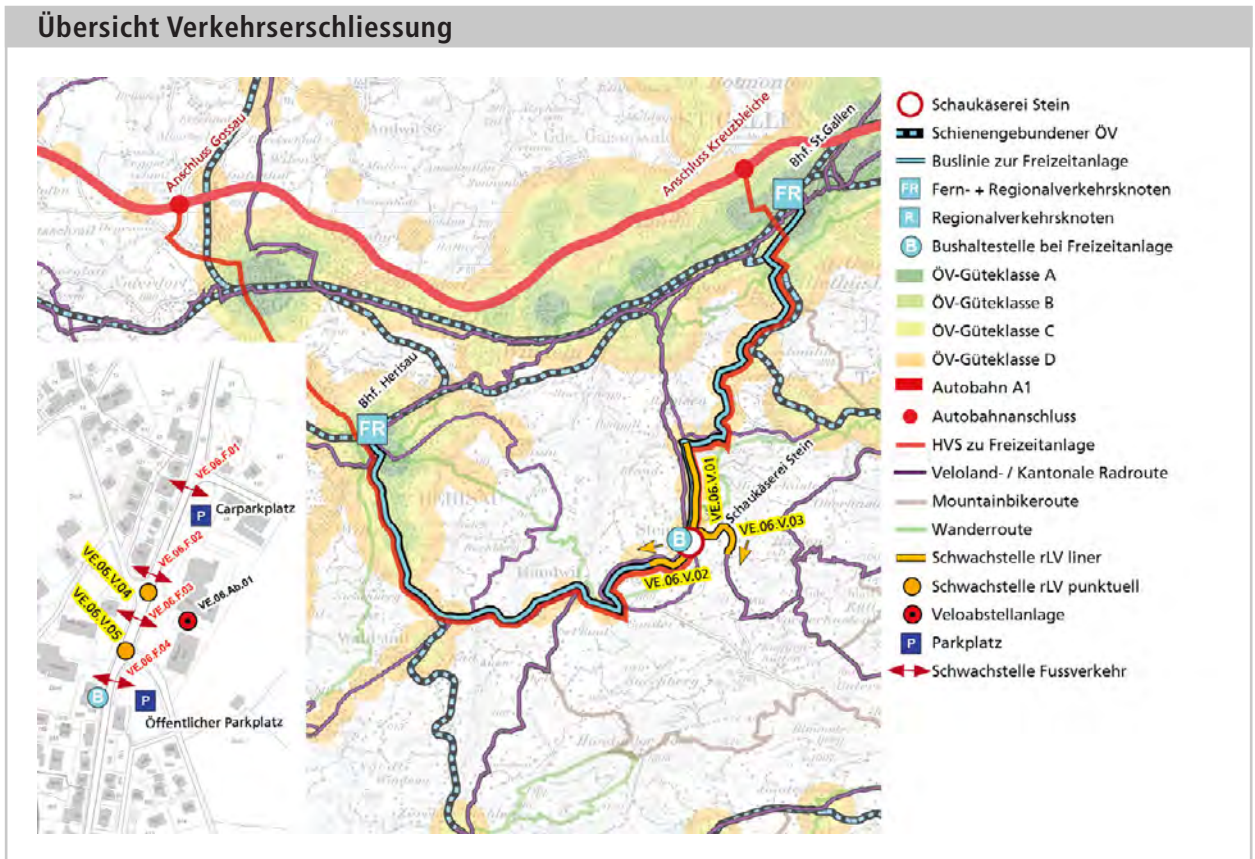 Übersicht Verkehrserschliessung
Anschluss Gossau
Anschluss Kreuzbleiche
Bhf. St.Gallen
FR
Bhf. Herisau
FR
VE.06.V.01
Schaukäserei Stein
VE.06.V.03
B
VE.06.V.02
VE.06.F.01
P
Carparkplatz
VE.06.F.02
VE.06.V.04
VE.06.F.03
VE.06.Ab.01
VE.06.V.05
VE.06.F.04
B
P
Öffentlicher Parkplatz
Schaukäserei Stein
Schienengebundener ÖV
Buslinie zur Freizeitanlage
FR Fern- + Regionalverkehrsknoten
R Regionalverkehrsknoten
B Bushaltestelle bei Freizeitanlage
ÖV-Güteklasse A
ÖV-Güteklasse B
ÖV-Güteklasse C
ÖV-Güteklasse D
Autobahn A1
Autobahnanschluss
HVS zu Freizeitanlage
Veloland- / Kantonale Radroute
Mountainbikeroute
Wanderroute
Schwachstelle rLV liner
Schwachstelle rLV punktuell
Veloabstellanlage
P Parkplatz
Schwachstelle Fussverkehr